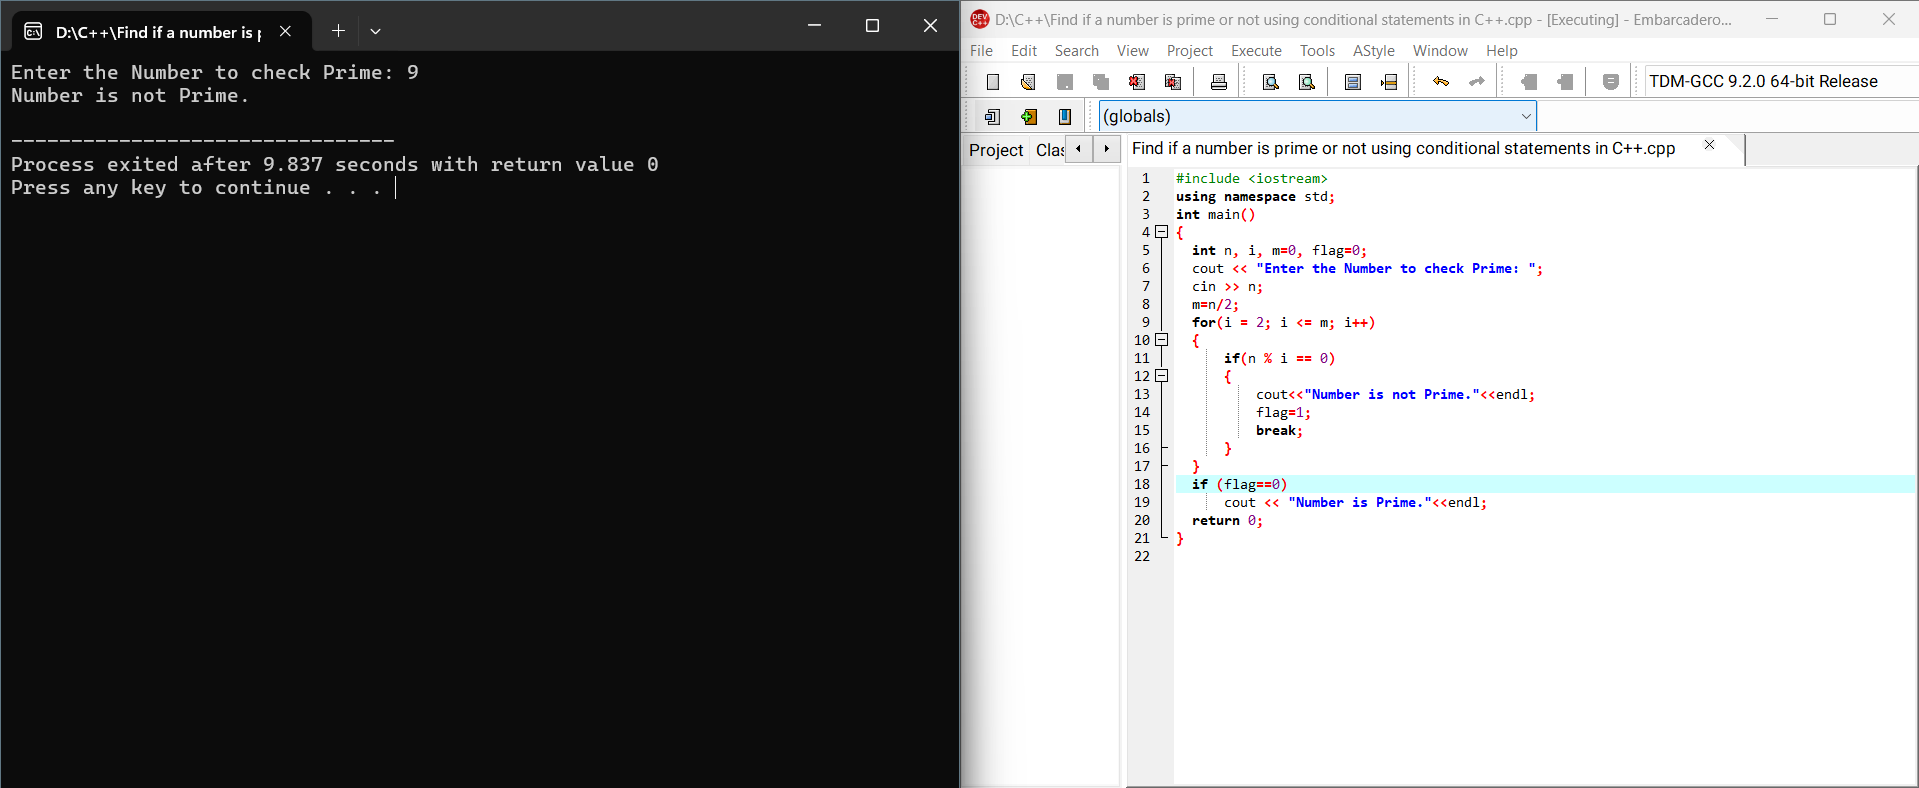 D:\C++\Find if a number is p
Enter the Number to check Prime: 9
Number is not Prime.
--------------------------------
Process exited after 9.837 seconds with return value 0
Press any key to continue . . .
DEV C++
D:\C++\Find if a number is prime or not using conditional statements in C++.cpp - [Executing] - Embarcadero...
File Edit Search View Project Execute Tools AStyle Window Help
TDM-GCC 9.2.0 64-bit Release
(globals)
Project Clas
Find if a number is prime or not using conditional statements in C++.cpp
1 #include <iostream>
2 using namespace std;
3 int main()
4 {
5 int n, i, m=0, flag=0;
6 cout << "Enter the Number to check Prime: ";
7 cin >> n;
8 m=n/2;
9 for(i = 2; i <= m; i++)
10 {
11 if(n % i == 0)
12 {
13 cout<<"Number is not Prime."<<endl;
14 flag=1;
15 break;
16 }
17 }
18 if (flag==0)
19 cout << "Number is Prime."<<endl;
20 return 0;
21 }
22